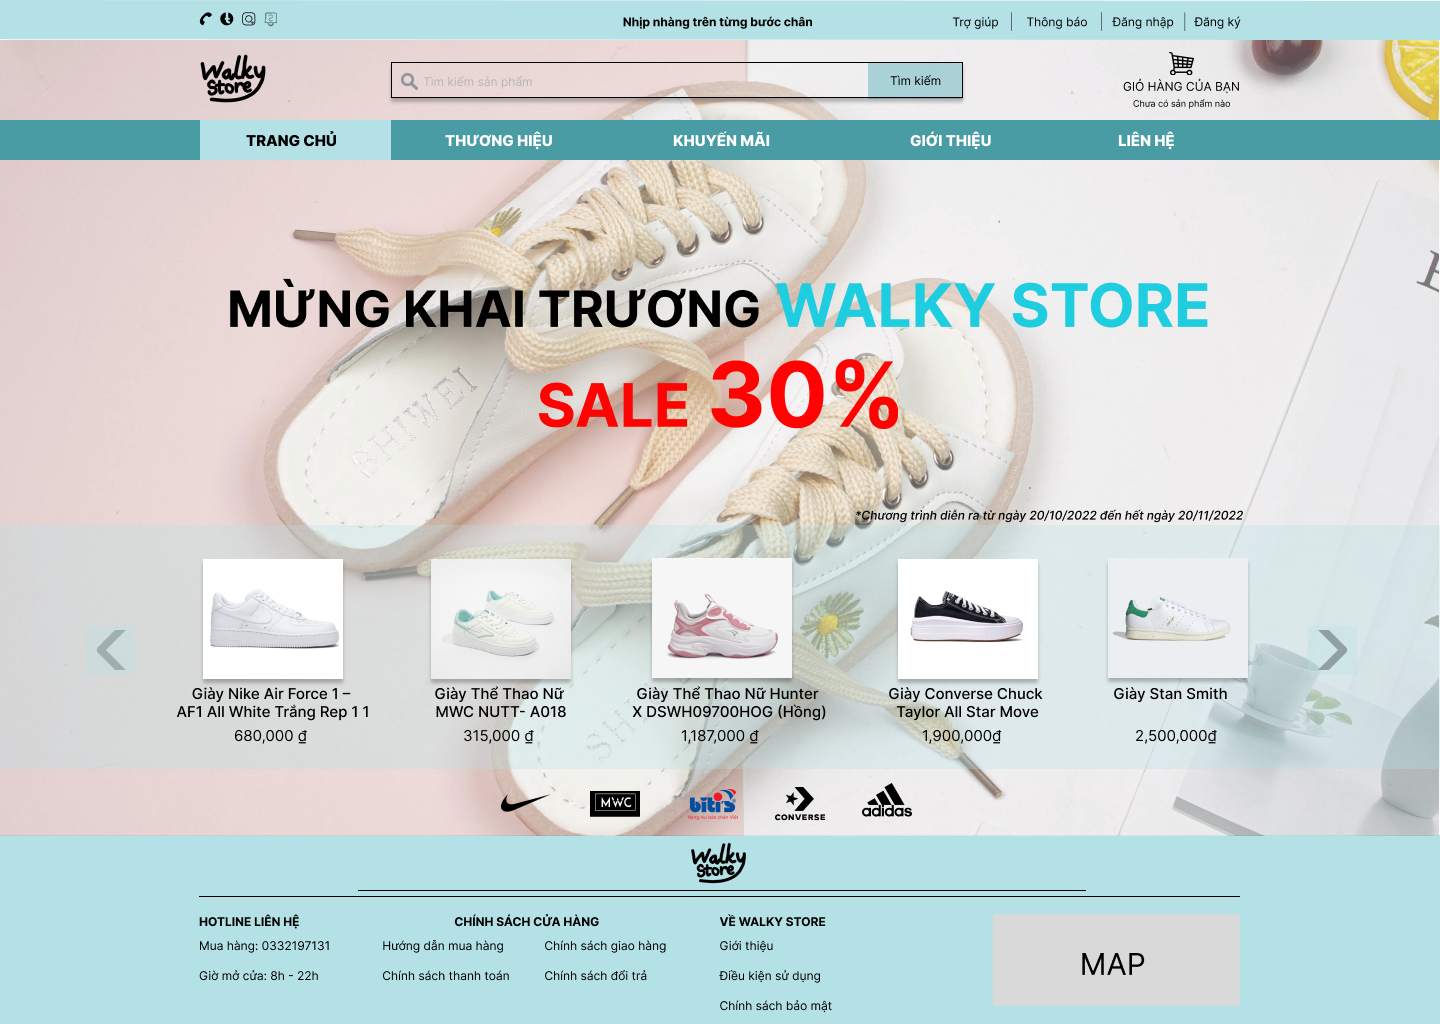 Nhịp nhàng trên từng bước chân
Trợ giúp
Thông báo
Đăng nhập
Đăng ký
Walky
Store
Tìm kiếm sản phẩm
Tìm kiếm
GIỎ HÀNG CỦA BẠN
Chưa có sản phẩm nào
TRANG CHỦ
THƯƠNG HIỆU
KHUYẾN MÃI
GIỚI THIỆU
LIÊN HỆ
MỪNG KHAI TRƯƠNG WALKY STORE
SALE 30%
SHIWEI
*Chương trình diễn ra từ ngày 20/10/2022 đến hết ngày 20/11/2022
Giày Nike Air Force 1 –
AF1 All White Trắng Rep 1 1
680,000 ₫
Giày Thể Thao Nữ
MWC NUTT- A018
315,000 ₫
Giày Thể Thao Nữ Hunter
X DSWH09700HOG (Hồng)
1,187,000 ₫
Giày Converse Chuck
Taylor All Star Move
1,900,000₫
Giày Stan Smith
2,500,000₫
MWC
biti's
Nâng niu bàn chân Việt
CONVERSE
adidas
Walky
Store
HOTLINE LIÊN HỆ
Mua hàng: 0332197131
Giờ mở cửa: 8h - 22h
CHÍNH SÁCH CỬA HÀNG
Hướng dẫn mua hàng
Chính sách giao hàng
Chính sách thanh toán
Chính sách đổi trả
VỀ WALKY STORE
Giới thiệu
Điều kiện sử dụng
Chính sách bảo mật
MAP